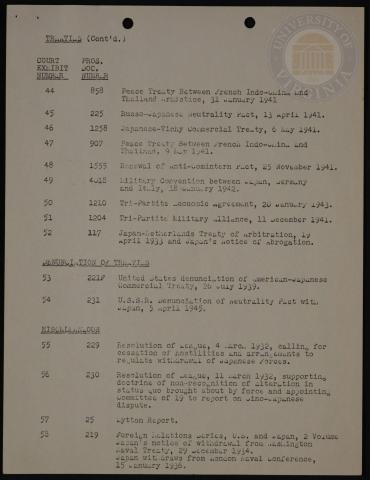 UNIVERSITY OF VIRGINIA
TREATIES (Cont'd.)
COURT PROS.
EXHIBIT DOC.
NUMBER NUMBER
44 858 Peace Treaty Between French Indo-China and
Thailand Armistice, 31 January 1941
45 225 Russo-Japanese Neutrality Pact, 13 April 1941.
46 1258 Japanese-Vichy Commercial Treaty, 6 May 1941.
47 907 Peace Treaty Between French Indo-China and
Thailand, 9 May 1941.
48 1555 Renewal of Anti-Comintern Pact, 25 November 1941.
49 Military Convention between Japan, Germany
and Italy, 18 January 1942.
50 1210 Tri-Partite Economic Agreement, 20 January 1943.
51 1204 Tri-Partite Military Alliance, 11 December 1941.
52 117 Japan-Netherlands Treaty of Arbitration, 19
April 1933 and Japan's Notice of Abrogation.
DENUNCIATION OF TREATIES
53 United States denunciation of American-Japanese
Commercial Treaty, 26 July 1939.
54 231 U.S.S.R. Denunciation of Neutrality Pact with
Japan, 5 April 1945.
MISCELLANEOUS
55 229 Resolution of League, 4 March 1932, calling for
cessation of hostilities and arrangements to
regulate withdrawal of Japanese Forces.
56 230 Resolution of League, 11 March 1932, supporting
doctrine of non-recognition of alteration in
status quo brought about by force and appointing
Committee of 19 to report on Sino-Japanese
dispute.
57 25 Lytton Report.
58 219 Foreign Relations Series, U.S. and Japan, 2 Volume
Japan's notice of withdrawal from Washington
Naval Treaty, 29 December 1934.
Japan withdraws from London Naval Conference,
15 January 1936.